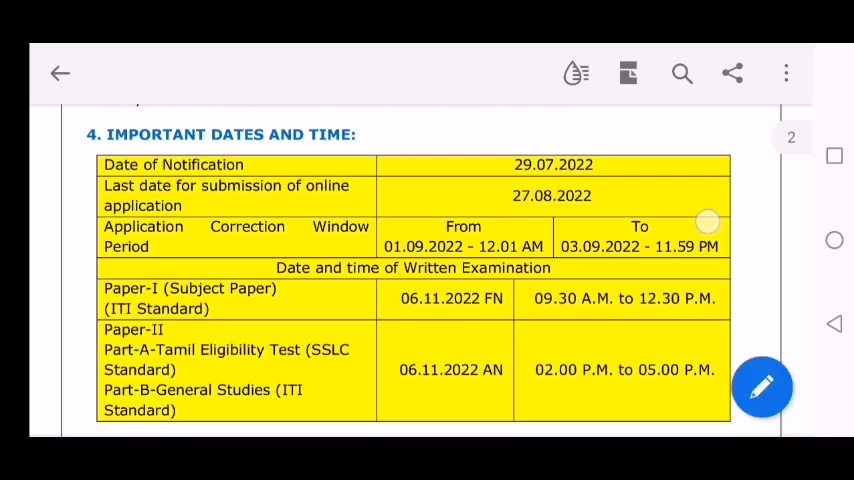 4. IMPORTANT DATES AND TIME:
2
Date of Notification 29.07.2022
Last date for submission of online
application 27.08.2022
Application Correction Window From To
Period 01.09.2022 - 12.01 AM 03.09.2022 - 11.59 PM
Date and time of Written Examination
Paper-I (Subject Paper)
(ITI Standard) 06.11.2022 FN 09.30 A.M. to 12.30 P.M.
Paper-II
Part-A-Tamil Eligibility Test (SSLC
Standard) 06.11.2022 AN 02.00 P.M. to 05.00 P.M.
Part-B-General Studies (ITI
Standard)